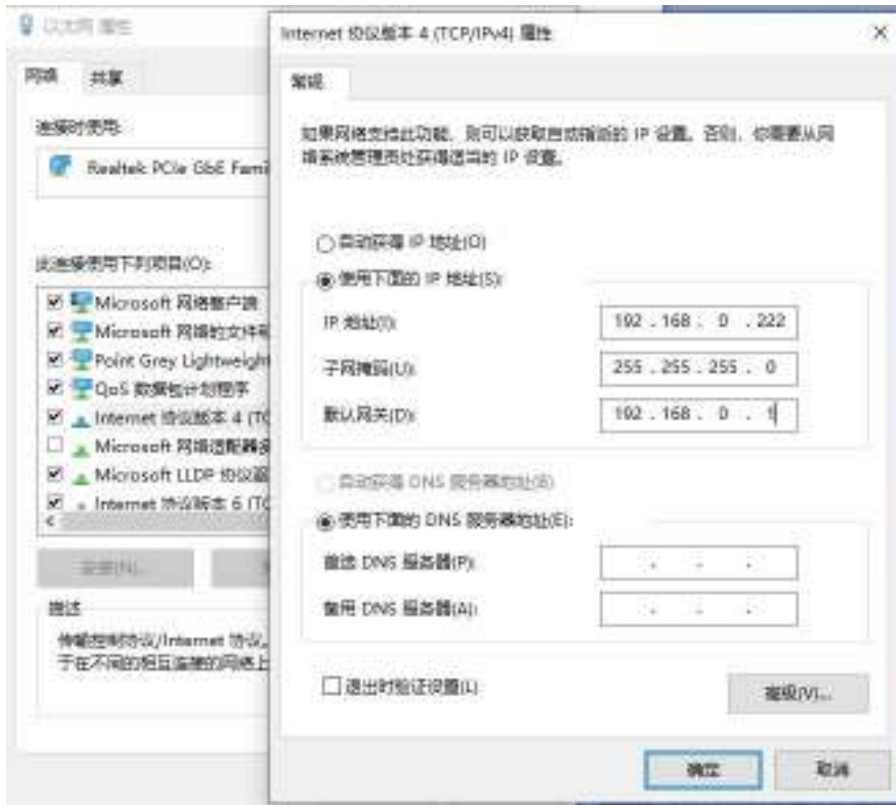 以太网 属性
网络
共享
连接时使用:
Realtek PCIe GbE Fami
此连接使用下列项目(O):
Microsoft 网络客户端
Microsoft 网络的文件和
Point Grey Lightweight
QoS 数据包计划程序
Internet 协议版本 4 (TC
Microsoft 网络适配器多
Microsoft LLDP 协议驱
Internet 协议版本 6 (TC
安装(N)...
描述
传输控制协议/Internet 协议。
于在不同的相互连接的网络上
Internet 协议版本 4 (TCP/IPv4) 属性
常规
如果网络支持此功能，则可以获取自动指派的 IP 设置。否则，你需要从网
络系统管理员处获得适当的 IP 设置。
自动获得 IP 地址(O)
使用下面的 IP 地址(S):
IP 地址(I):
192 . 168 . 0 . 222
子网掩码(U):
255 . 255 . 255 . 0
默认网关(D):
192 . 168 . 0 . 1
自动获得 DNS 服务器地址(B)
使用下面的 DNS 服务器地址(E):
首选 DNS 服务器(P):
备用 DNS 服务器(A):
退出时验证设置(L)
高级(V)...
确定
取消